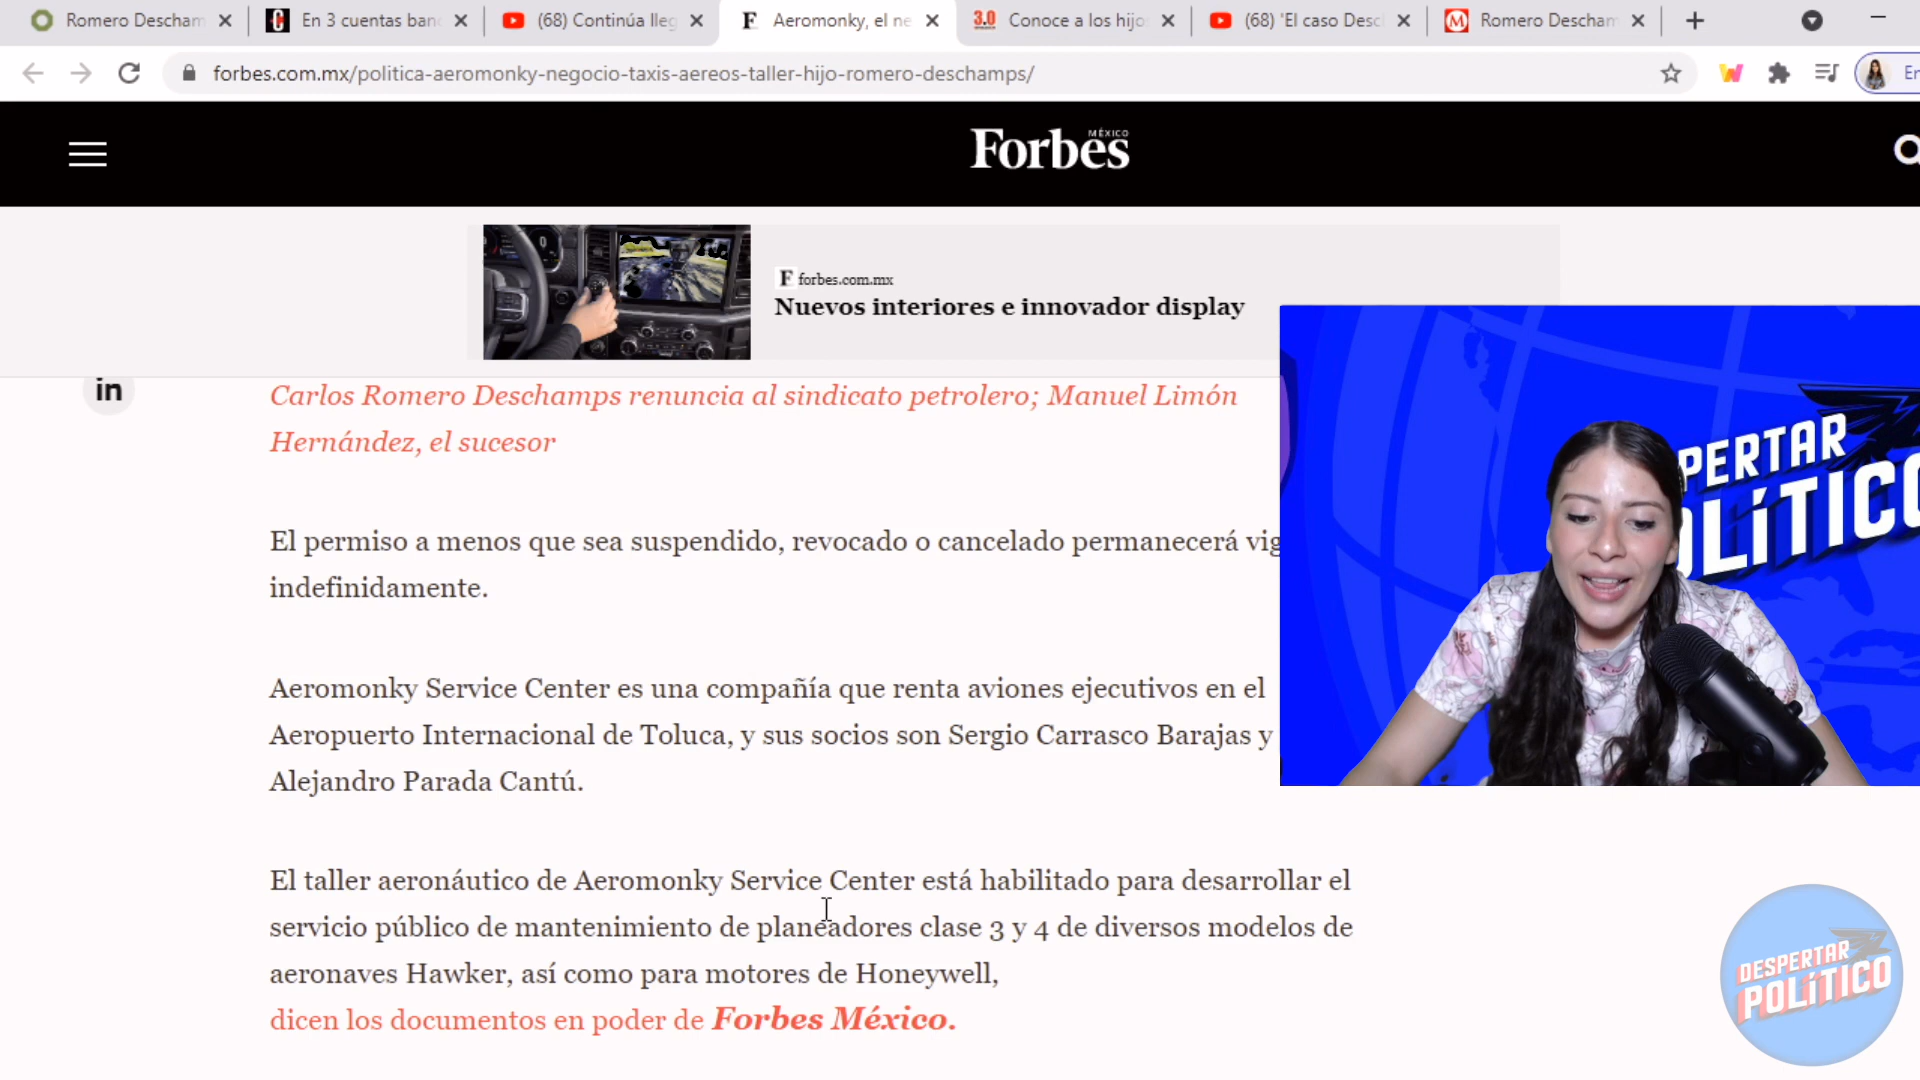 Romero Descham
En 3 cuentas ban
(68) Continúa lleg
Aeromonky, el ne
3.0 Conoce a los hijo
(68) 'El caso Desc
Romero Descham
forbes.com.mx/politica-aeromonky-negocio-taxis-aereos-taller-hijo-romero-deschamps/
En
Forbes
MÉXICO
F forbes.com.mx
Nuevos interiores e innovador display
in
Carlos Romero Deschamps renuncia al sindicato petrolero; Manuel Limón
Hernández, el sucesor
El permiso a menos que sea suspendido, revocado o cancelado permanecerá vig
indefinidamente.
Aeromonky Service Center es una compañía que renta aviones ejecutivos en el
Aeropuerto Internacional de Toluca, y sus socios son Sergio Carrasco Barajas y
Alejandro Parada Cantú.
El taller aeronáutico de Aeromonky Service Center está habilitado para desarrollar el
servicio público de mantenimiento de planeadores clase 3 y 4 de diversos modelos de
aeronaves Hawker, así como para motores de Honeywell,
dicen los documentos en poder de Forbes México.
PERTAR
OLíTICO
DESPERTAR
POLíTICO